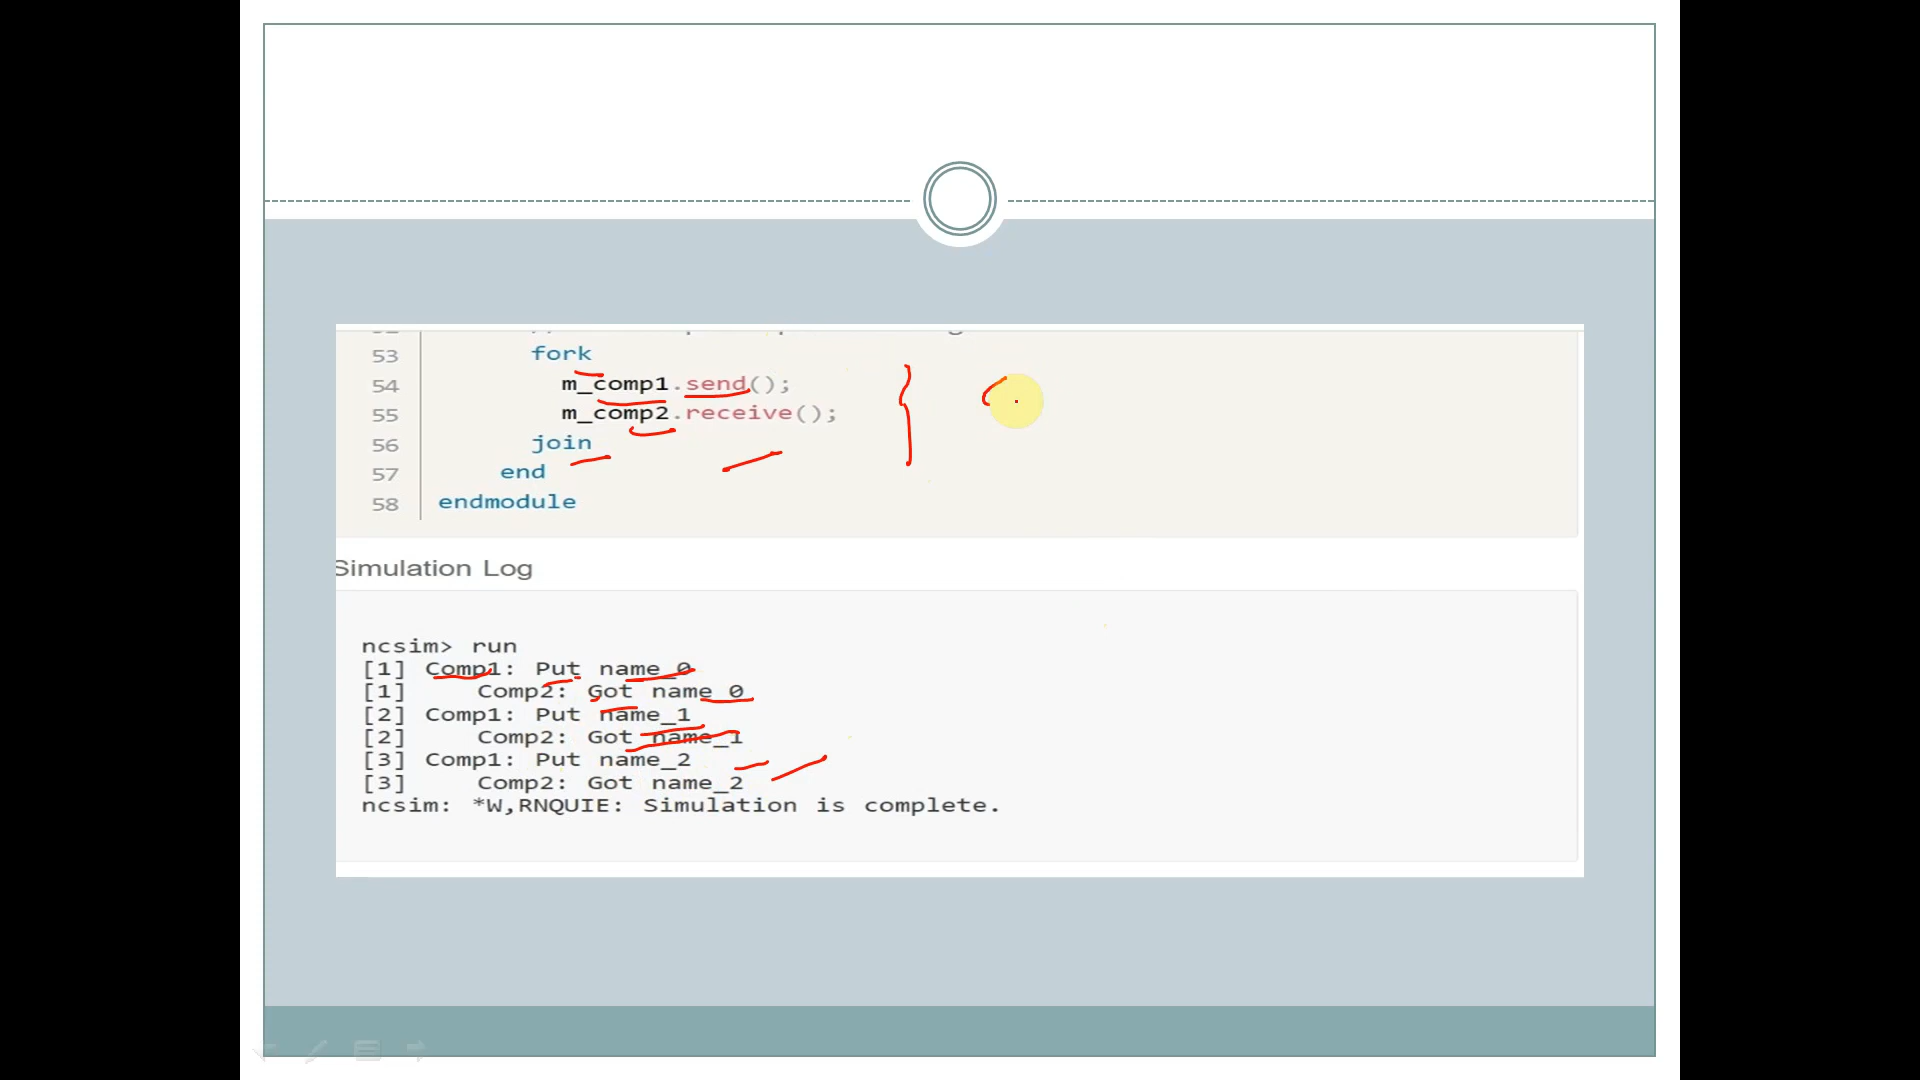 53 fork
54 m_comp1.send();
55 m_comp2.receive();
56 join
57 end
58 endmodule
Simulation Log
ncsim> run
[1] Comp1: Put name_0
[1] Comp2: Got name_0
[2] Comp1: Put name_1
[2] Comp2: Got name_1
[3] Comp1: Put name_2
[3] Comp2: Got name_2
ncsim: *W,RNQUIE: Simulation is complete.